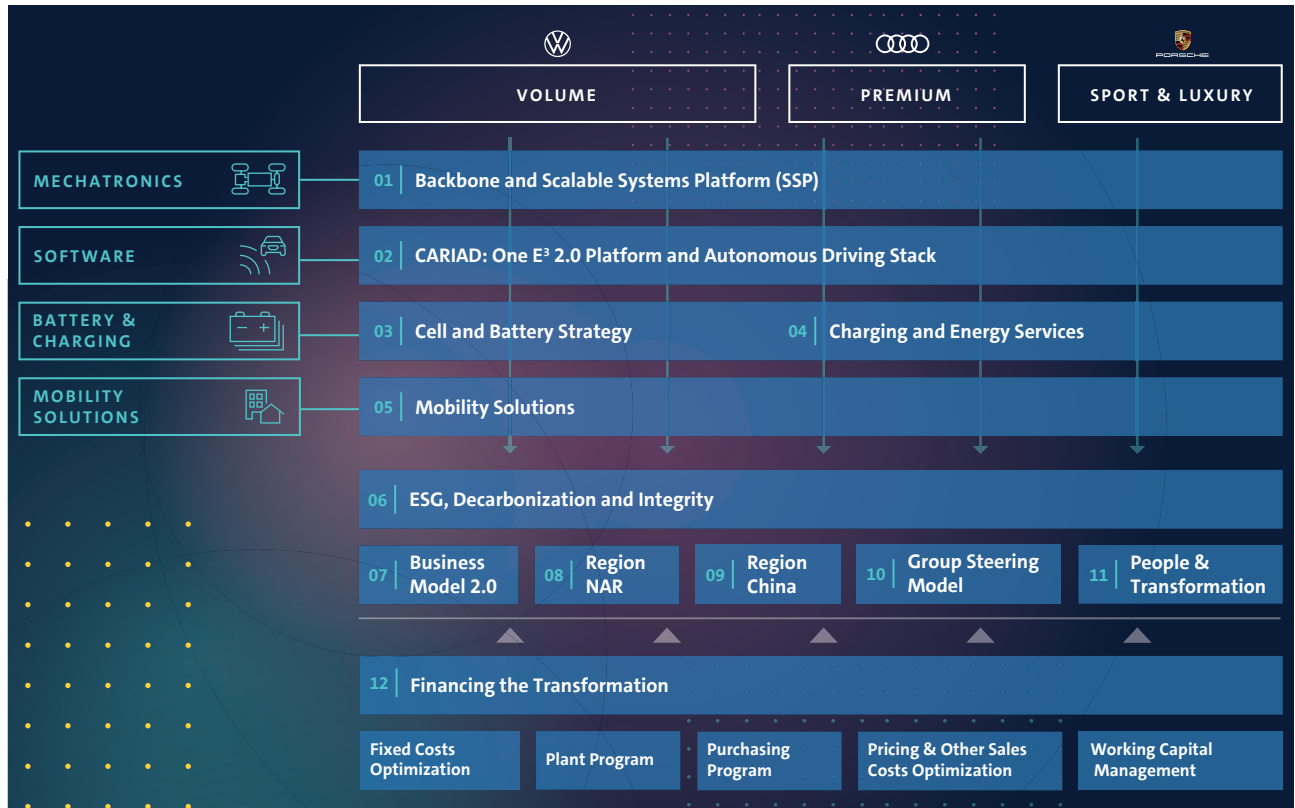 VOLUME
PREMIUM
PORSCHE
SPORT & LUXURY
MECHATRONICS
01 Backbone and Scalable Systems Platform (SSP)
SOFTWARE
02 CARIAD: One E³ 2.0 Platform and Autonomous Driving Stack
BATTERY &
CHARGING
03 Cell and Battery Strategy
04 Charging and Energy Services
MOBILITY
SOLUTIONS
05 Mobility Solutions
06 ESG, Decarbonization and Integrity
07 Business
Model 2.0
08 Region
NAR
09 Region
China
10 Group Steering
Model
11 People &
Transformation
12 Financing the Transformation
Fixed Costs
Optimization
Plant Program
Purchasing
Program
Pricing & Other Sales
Costs Optimization
Working Capital
Management